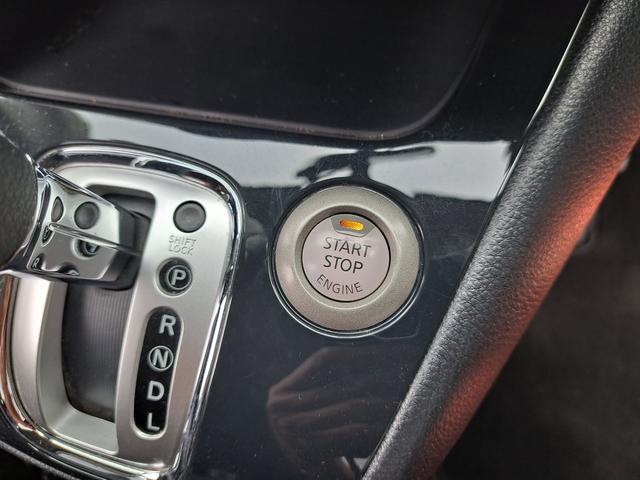 SHIFT
LOCK
P
R
N
D
L
START
STOP
ENGINE